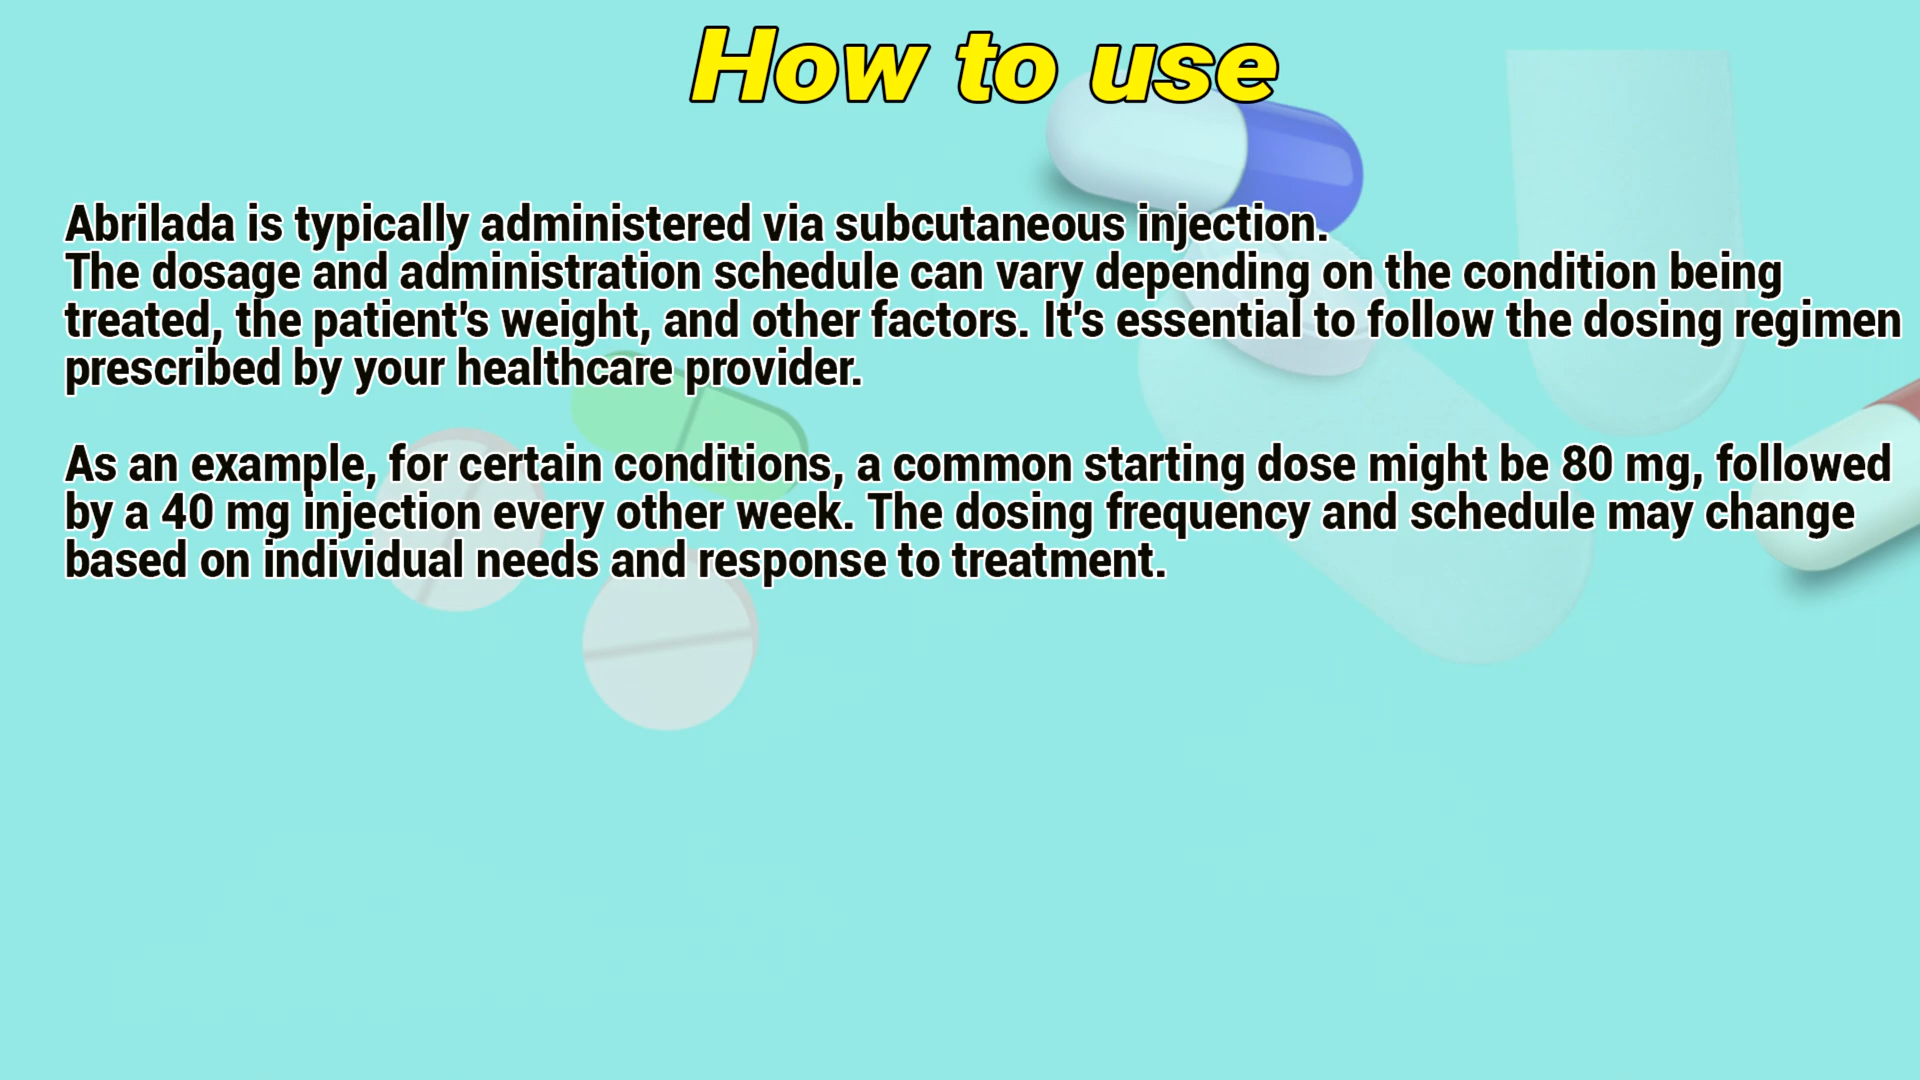 How to use
Abrilada is typically administered via subcutaneous injection.
The dosage and administration schedule can vary depending on the condition being
treated, the patient's weight, and other factors. It's essential to follow the dosing regimen
prescribed by your healthcare provider.
As an example, for certain conditions, a common starting dose might be 80 mg, followed
by a 40 mg injection every other week. The dosing frequency and schedule may change
based on individual needs and response to treatment.